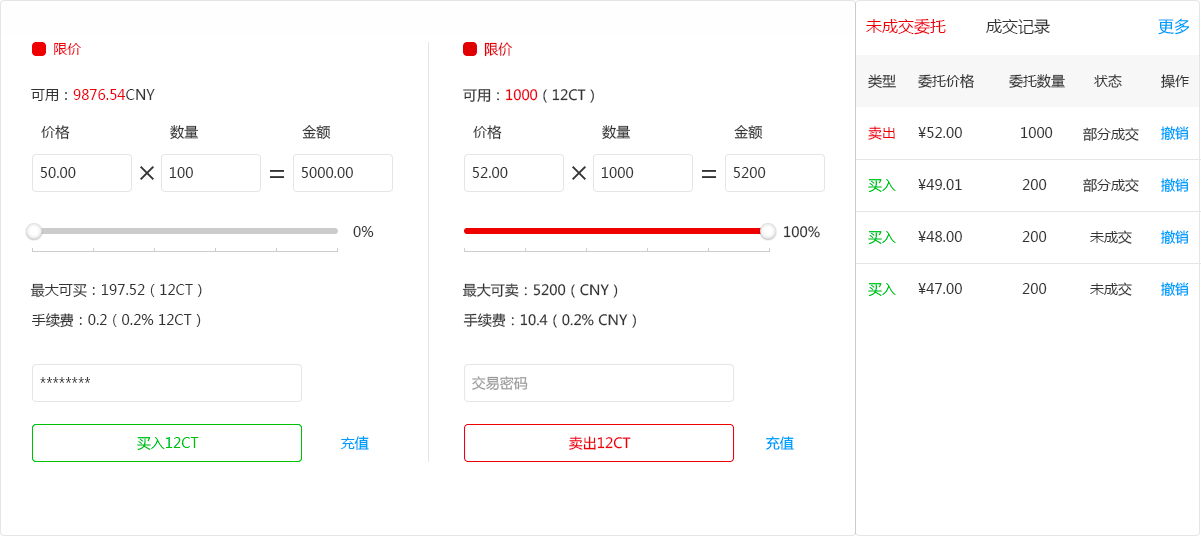 限价
可用：9876.54CNY
价格 数量 金额
50.00 × 100 = 5000.00
0%
最大可买：197.52（12CT）
手续费：0.2（0.2% 12CT）
********
买入12CT 充值
限价
可用：1000（12CT）
价格 数量 金额
52.00 × 1000 = 5200
100%
最大可卖：5200（CNY）
手续费：10.4（0.2% CNY）
交易密码
卖出12CT 充值
未成交委托 成交记录 更多
类型 委托价格 委托数量 状态 操作
卖出 ¥52.00 1000 部分成交 撤销
买入 ¥49.01 200 部分成交 撤销
买入 ¥48.00 200 未成交 撤销
买入 ¥47.00 200 未成交 撤销